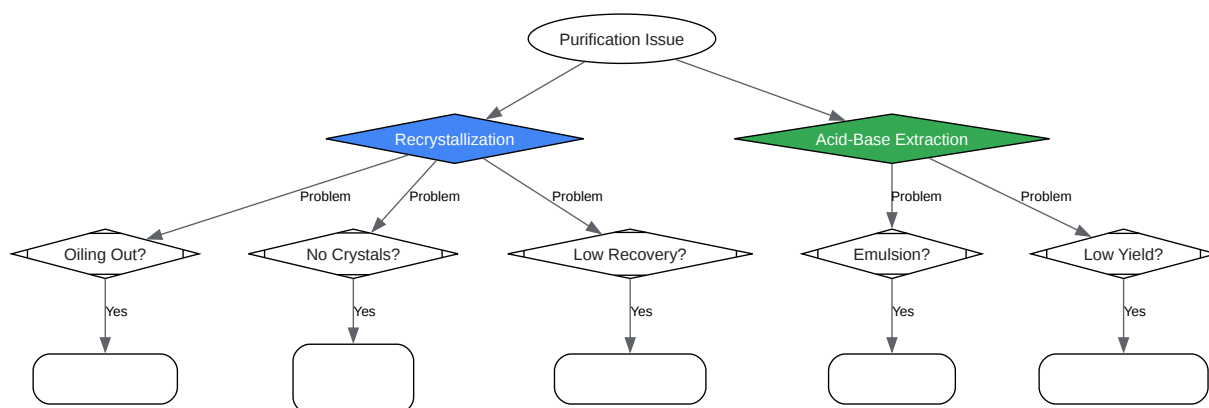 Purification Issue
Recrystallization
Acid-Base Extraction
Problem
Problem
Problem
Problem
Problem
Oiling Out?
No Crystals?
Low Recovery?
Emulsion?
Low Yield?
Yes
Yes
Yes
Yes
Yes